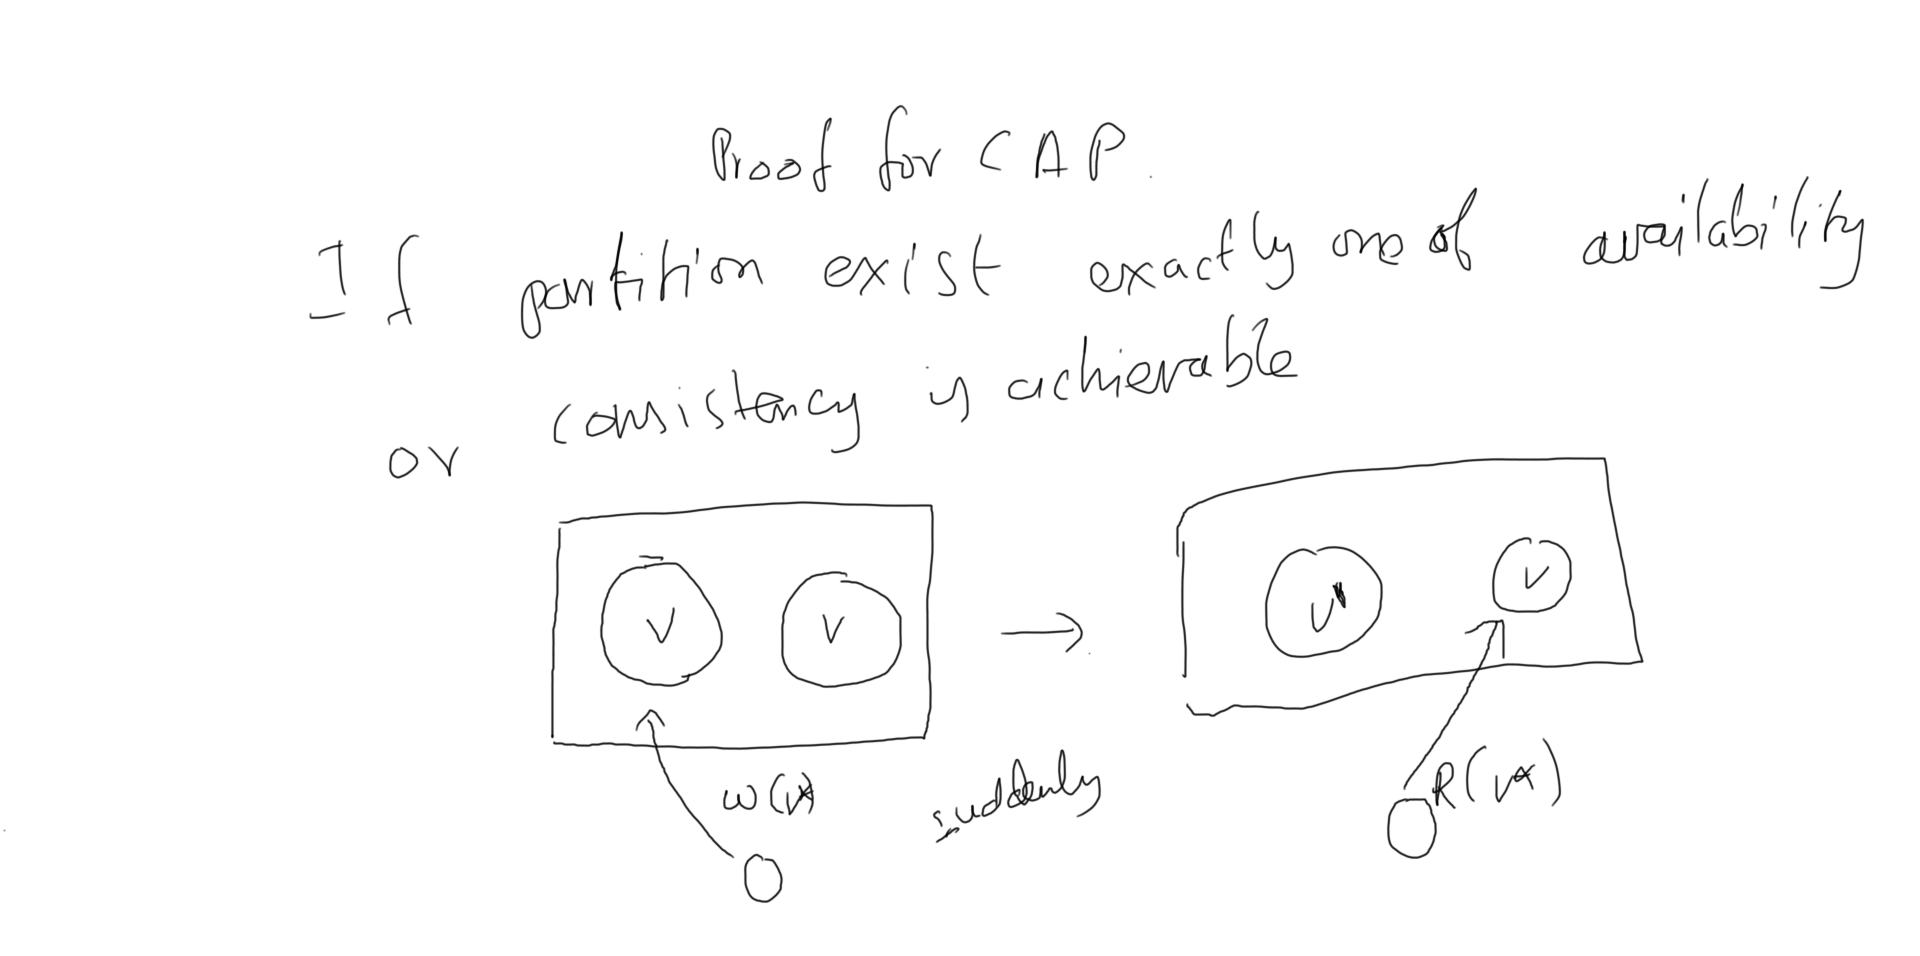 Proof for CAP.
If partition exist exactly one of availability
or consistency is achievable
V V
V* V
W(V*)
suddenly
R(V*)